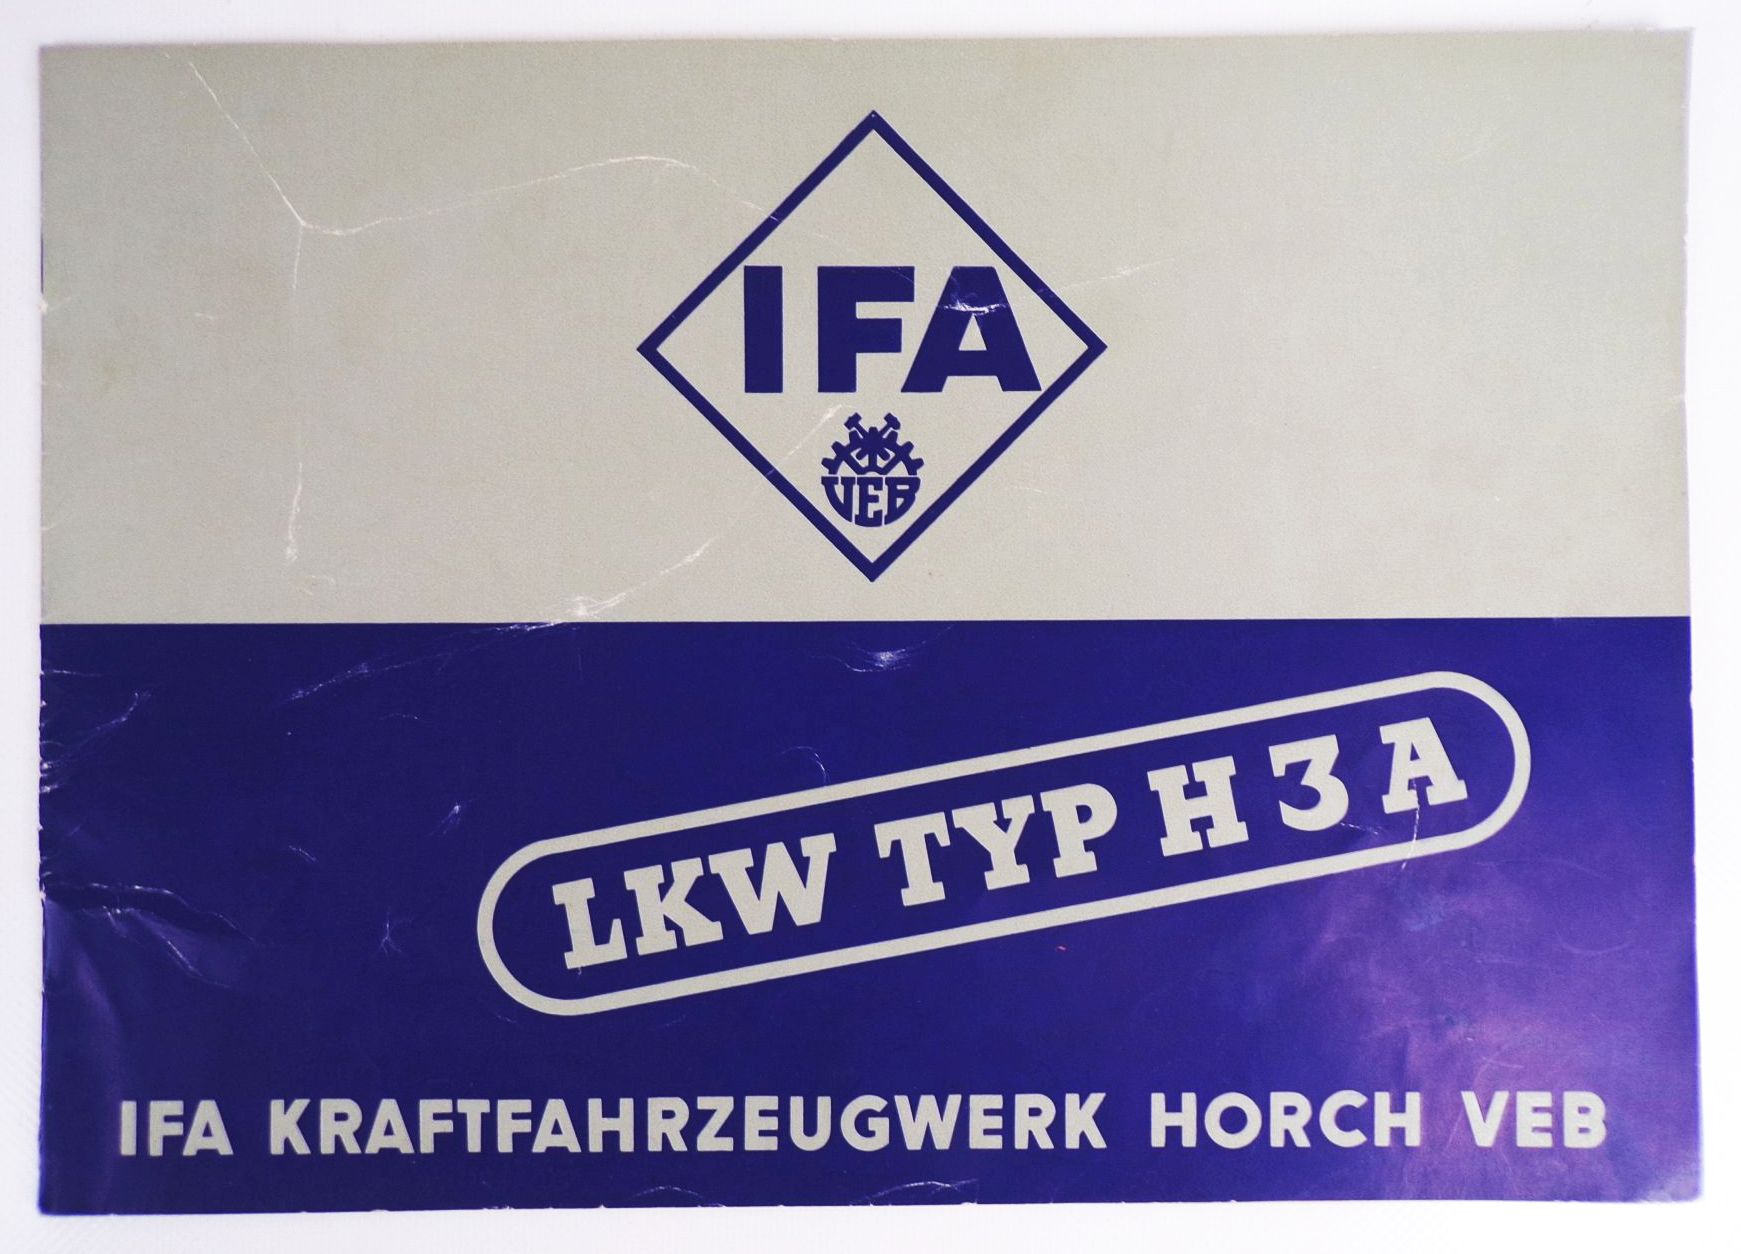 IFA
VEB
LKW TYP H 3 A
IFA KRAFTFAHRZEUGWERK HORCH VEB